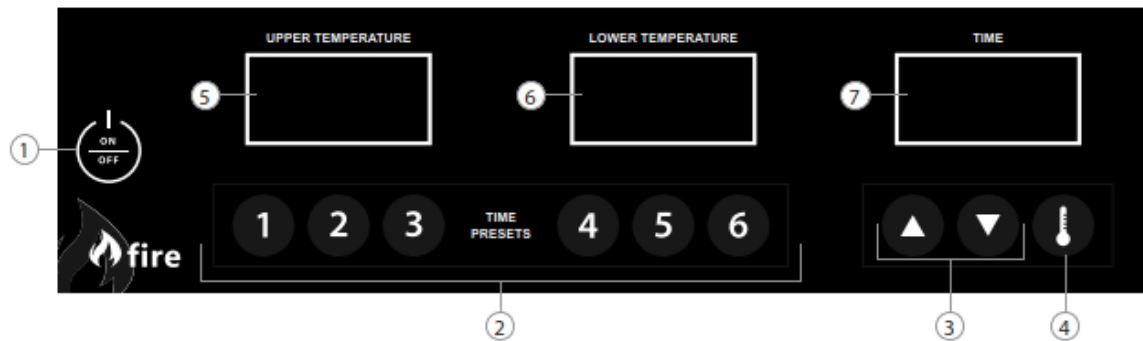 UPPER TEMPERATURE
LOWER TEMPERATURE
TIME
5
6
7
1
ON
OFF
1
2
3
TIME
PRESETS
4
5
6
fire
2
3
4